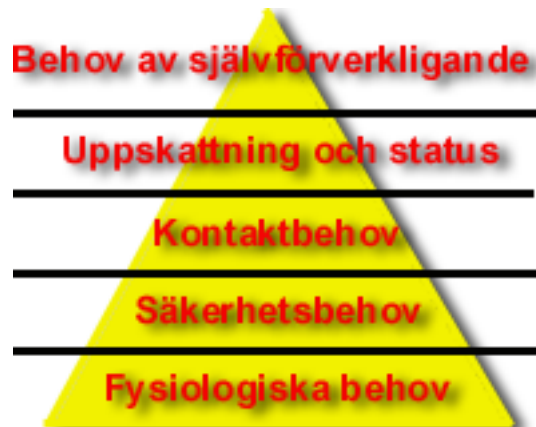 Behov av självförverkligande
Uppskattning och status
Kontaktbehov
Säkerhetsbehov
Fysiologiska behov